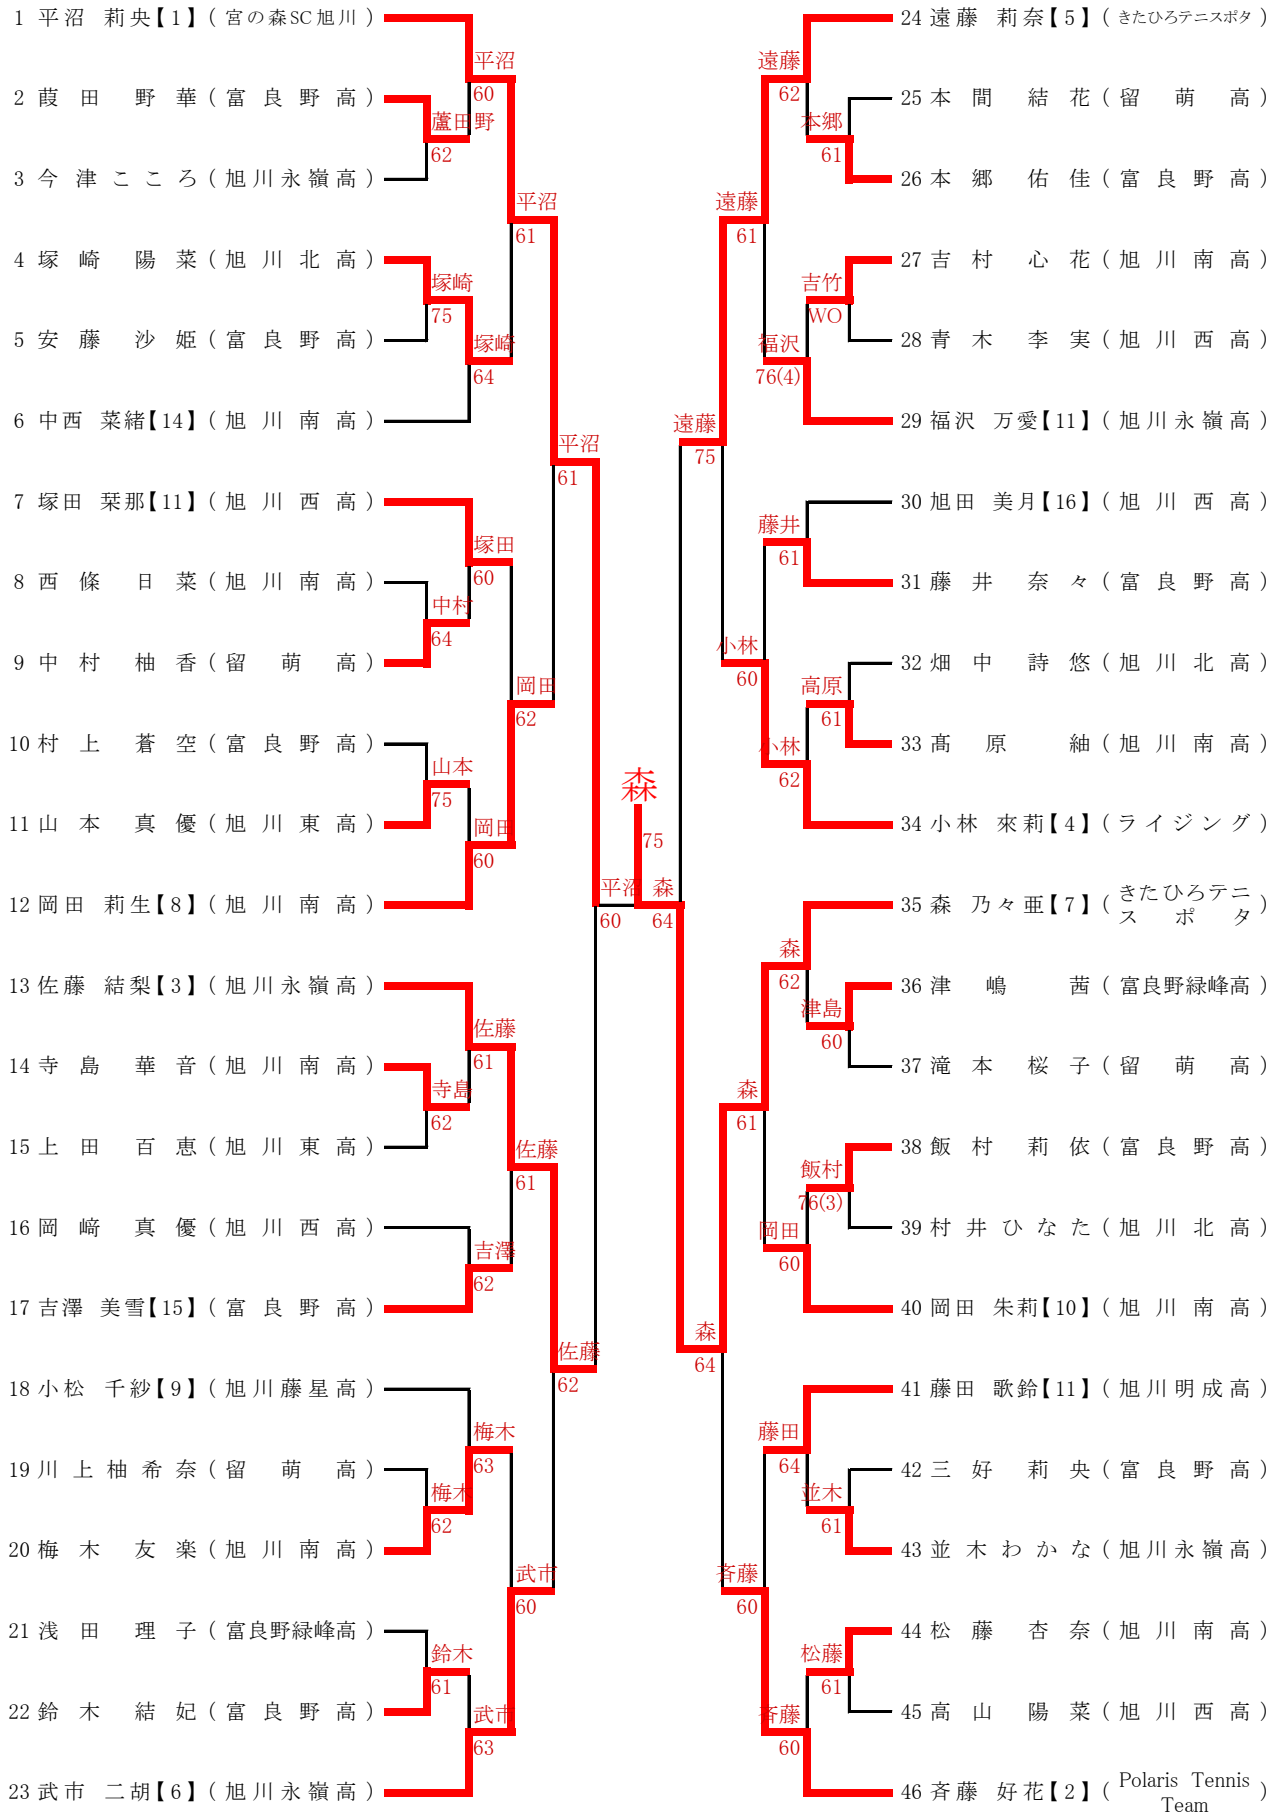 1 平沼 莉央【1】 ( 宮の森SC旭川 )
平沼
60
2 葭田 野華 ( 富良野高 )
蘆田野
62
3 今津こころ ( 旭川永嶺高 )
平沼
61
4 塚崎 陽菜 ( 旭川北高 )
塚崎
75
5 安藤 沙姫 ( 富良野高 )
塚崎
64
6 中西 菜緒【14】 ( 旭川南高 )
平沼
61
7 塚田 栞那【11】 ( 旭川西高 )
塚田
60
8 西條 日菜 ( 旭川南高 )
中村
64
9 中村 柚香 ( 留萌高 )
岡田
62
10 村上 蒼空 ( 富良野高 )
山本
75
11 山本 真優 ( 旭川東高 )
岡田
60
12 岡田 莉生【8】 ( 旭川南高 )
平沼
60
13 佐藤 結梨【3】 ( 旭川永嶺高 )
佐藤
61
14 寺島 華音 ( 旭川南高 )
寺島
62
15 上田 百恵 ( 旭川東高 )
佐藤
61
16 岡﨑 真優 ( 旭川西高 )
吉澤
62
17 吉澤 美雪【15】 ( 富良野高 )
佐藤
62
18 小松 千紗【9】 ( 旭川藤星高 )
梅木
63
19 川上柚希奈 ( 留萌高 )
梅木
62
20 梅木 友楽 ( 旭川南高 )
武市
60
21 浅田 理子 ( 富良野緑峰高 )
鈴木
61
22 鈴木 結妃 ( 富良野高 )
武市
63
23 武市 二胡【6】 ( 旭川永嶺高 )
森
75
森
64
24 遠藤 莉奈【5】 ( きたひろテニスポタ )
遠藤
62
25 本間 結花 ( 留萌高 )
本郷
61
26 本郷 佑佳 ( 富良野高 )
遠藤
61
27 吉村 心花 ( 旭川南高 )
吉竹
WO
28 青木 李実 ( 旭川西高 )
福沢
76(4)
29 福沢 万愛【11】 ( 旭川永嶺高 )
遠藤
75
30 旭田 美月【16】 ( 旭川西高 )
藤井
61
31 藤井 奈々 ( 富良野高 )
小林
60
32 畑中 詩悠 ( 旭川北高 )
高原
61
33 髙原 紬 ( 旭川南高 )
小林
62
34 小林 來莉【4】 ( ライジング )
35 森 乃々亜【7】 ( きたひろテニ
スポタ )
森
62
36 津嶋 茜 ( 富良野緑峰高 )
津島
60
37 滝本 桜子 ( 留萌高 )
森
61
38 飯村 莉依 ( 富良野高 )
飯村
76(3)
39 村井ひなた ( 旭川北高 )
岡田
60
40 岡田 朱莉【10】 ( 旭川南高 )
森
64
41 藤田 歌鈴【11】 ( 旭川明成高 )
藤田
64
42 三好 莉央 ( 富良野高 )
並木
61
43 並木わかな ( 旭川永嶺高 )
斉藤
60
44 松藤 杏奈 ( 旭川南高 )
松藤
61
45 高山 陽菜 ( 旭川西高 )
斉藤
60
46 斉藤 好花【2】 ( Polaris Tennis
Team )